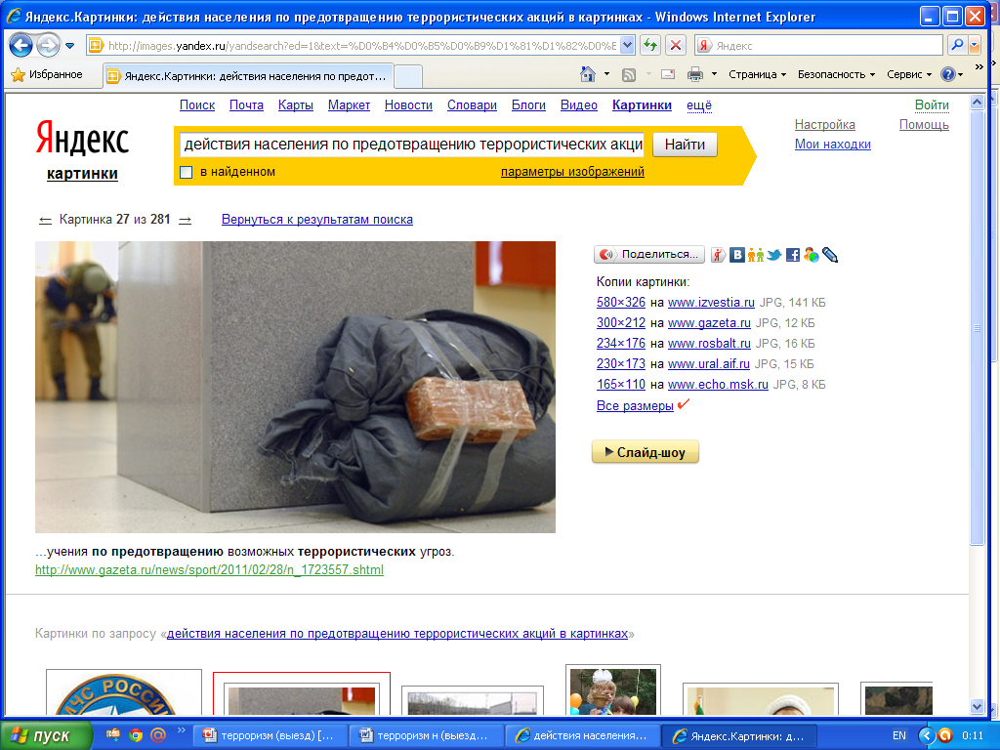 Яндекс.Картинки: действия населения по предотвращению террористических акций в картинках - Windows Internet Explorer
http://images.yandex.ru/yandsearch?ed=1&text=%D0%B4%D0%B5%D0%B9%D1%81%D1%82%D0%B
Яндекс
Избранное
Яндекс.Картинки: действия населения по предот...
Страница
Безопасность
Сервис
»
Поиск Почта Карты Маркет Новости Словари Блоги Видео Картинки ещё
Войти
Яндекс
картинки
действия населения по предотвращению террористических акци
Найти
Настройка
Помощь
Мои находки
в найденном
параметры изображений
← Картинка 27 из 281 →
Вернуться к результатам поиска
Поделиться...
Копии картинки:
580×326 на www.izvestia.ru JPG, 141 КБ
300×212 на www.gazeta.ru JPG, 12 КБ
234×176 на www.rosbalt.ru JPG, 16 КБ
230×173 на www.ural.aif.ru JPG, 15 КБ
165×110 на www.echo.msk.ru JPG, 8 КБ
Все размеры
Слайд-шоу
...учения по предотвращению возможных террористических угроз.
http://www.gazeta.ru/news/sport/2011/02/28/n_1723557.shtml
Картинки по запросу «действия населения по предотвращению террористических акций в картинках»
МЧС РОССИИ
пуск
»
терроризм (выезд) [...
терроризм н (выезд...
действия населения...
Яндекс.Картинки: д...
EN
0:11